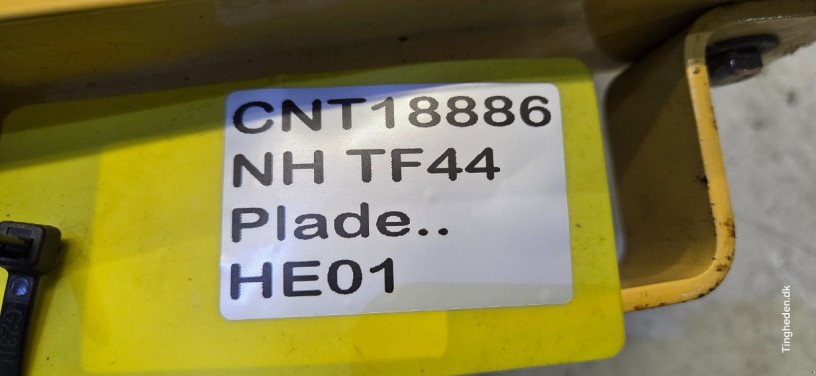 CNT18886
NH TF44
Plade..
HE01
Tingheden.dk